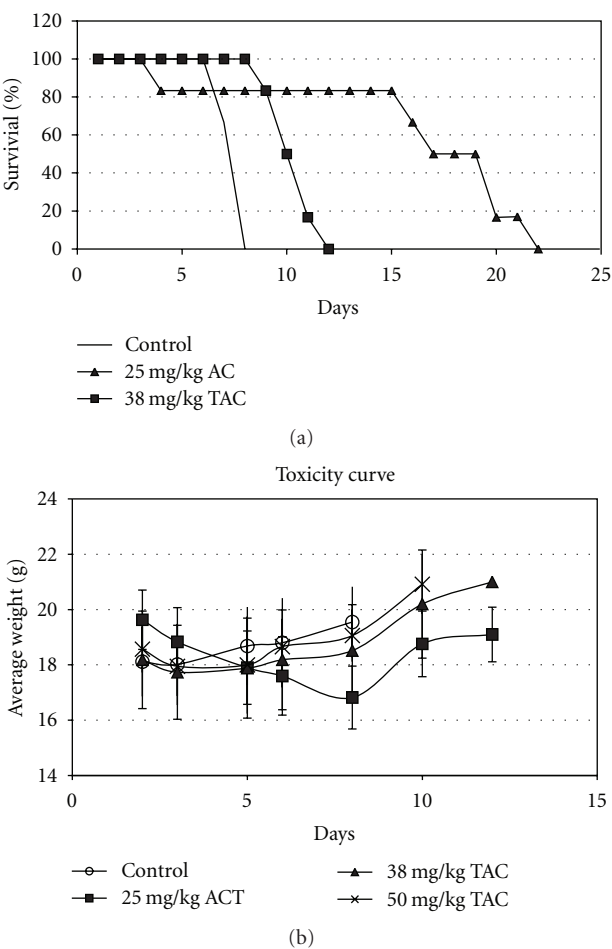 120
100
80
60
40
20
0
Survivial (%)
0 5 10 15 20 25
Days
Control
25 mg/kg AC
38 mg/kg TAC
(a)
Toxicity curve
24
22
20
18
16
14
Average weight (g)
0 5 10 15
Days
Control 38 mg/kg TAC
25 mg/kg ACT 50 mg/kg TAC
(b)